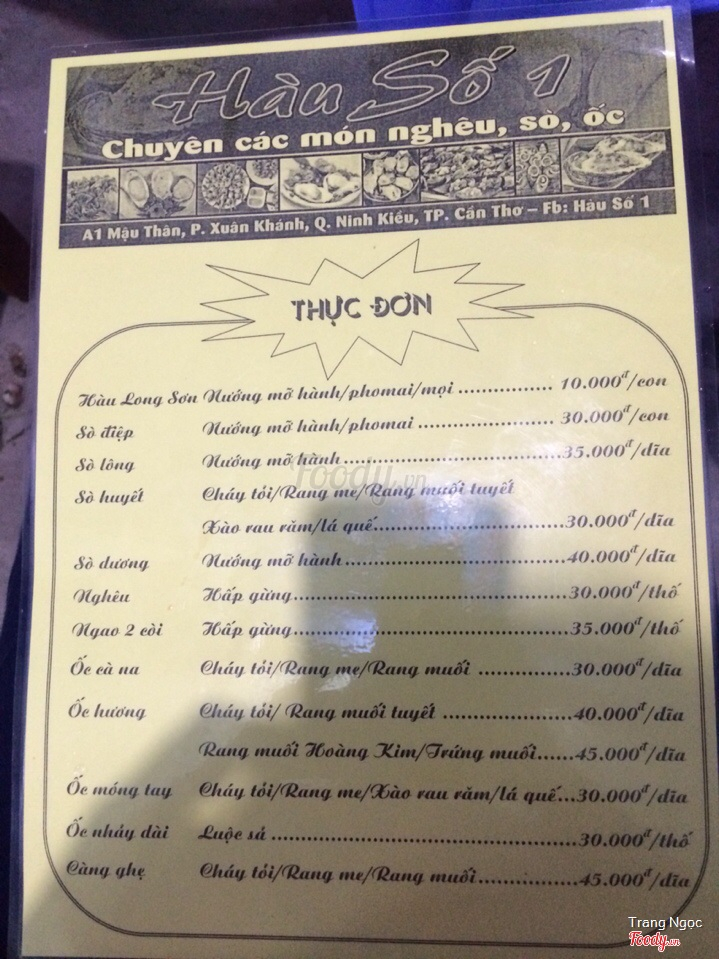 Hàu Số 1
Chuyên các món nghêu, sò, ốc
A1 Mậu Thân, P. Xuân Khánh, Q. Ninh Kiều, TP. Cần Thơ – Fb: Hàu Số 1
THỰC ĐƠN
Hàu Long Sơn Nướng mỡ hành/phomai/mọi ................ 10.000đ/con
Sò điệp Nướng mỡ hành/phomai ....................... 30.000đ/con
Sò lông Nướng mỡ hành.....................................35.000đ/dĩa
Foody.vn
Sò huyết Cháy tỏi/Rang me/Rang muối tuyết
Xào rau răm/lá quế................................30.000đ/dĩa
Sò dương Nướng mỡ hành.....................................40.000đ/dĩa
Nghêu Hấp gừng..............................................30.000đ/thố
Ngao 2 còi Hấp gừng..............................................35.000đ/thố
Ốc cà na Cháy tỏi/Rang me/Rang muối ...............30.000đ/dĩa
Ốc hương Cháy tỏi/ Rang muối tuyết .....................40.000đ/dĩa
Rang muối Hoàng Kim/Trứng muối......45.000đ/dĩa
Ốc móng tay Cháy tỏi/Rang me/Xào rau răm/lá quế...30.000đ/dĩa
Ốc nhảy dài Luộc sả ..................................................30.000đ/thố
Càng ghẹ Cháy tỏi/Rang me/Rang muối................45.000đ/dĩa
Trang Ngọc
Foody.vn